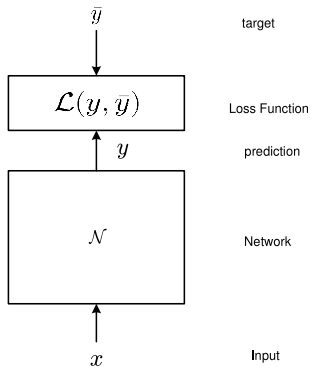 ȳ target
𝓛(y, ȳ) Loss Function
y prediction
𝒩 Network
x Input